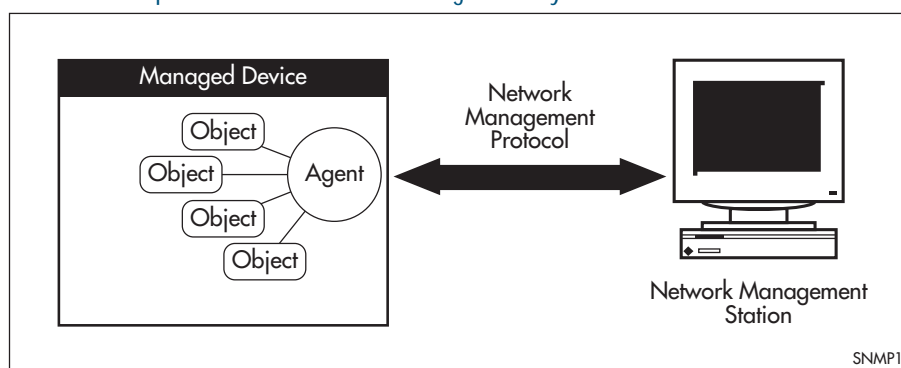 Managed Device
Object
Object
Object
Object
Agent
Network
Management
Protocol
Network Management
Station
SNMP1